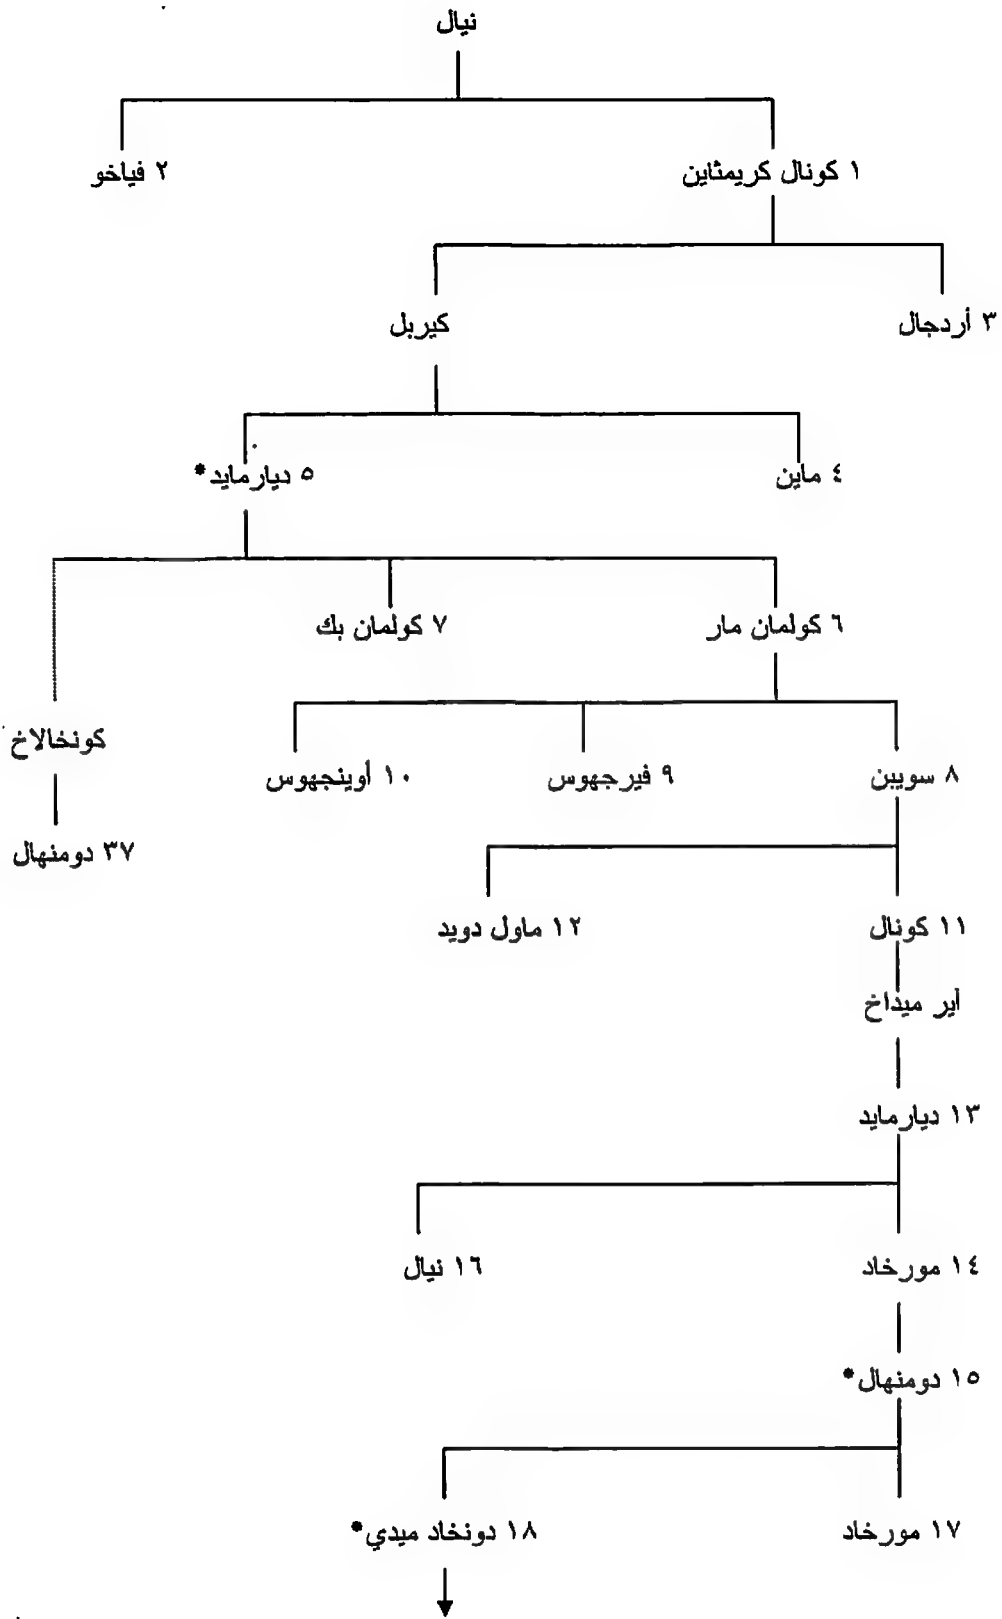 نيال
١ كونال كريمثاين
٢ فياخو
٣ أردجال
كيربل
٤ ماين
٥ ديارمايد*
٦ كولمان مار
٧ كولمان بك
كونخالاخ
٨ سويبن
٩ فيرجهوس
١٠ أوينجهوس
٣٧ دومنهال
١١ كونال
١٢ ماول دويد
أير ميداخ
١٣ ديارمايد
١٤ مورخاد
١٦ نيال
١٥ دومنهال*
١٧ مورخاد
١٨ دونخاد ميدي*